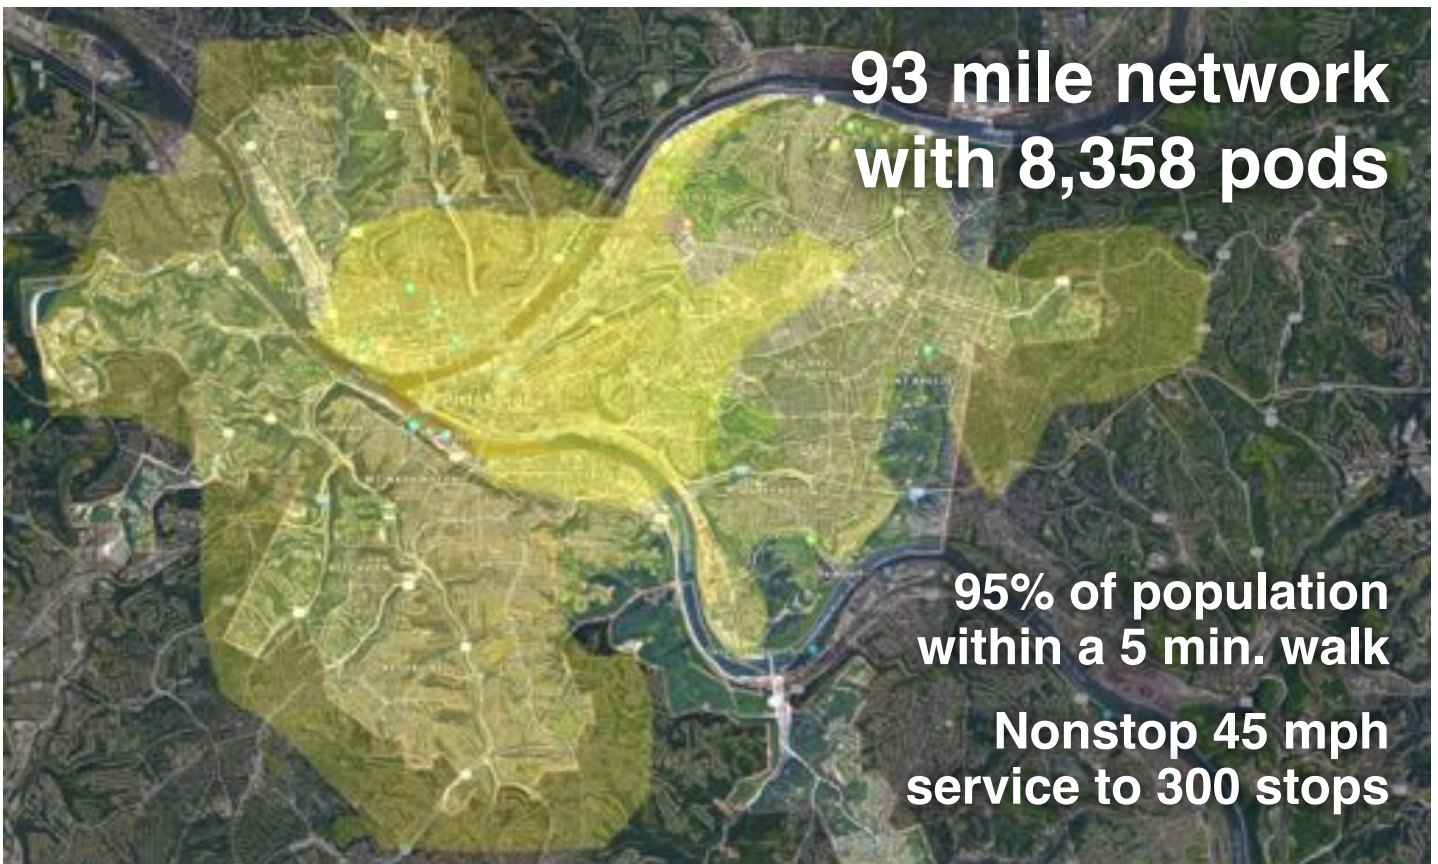 93 mile network
with 8,358 pods
95% of population
within a 5 min. walk
Nonstop 45 mph
service to 300 stops